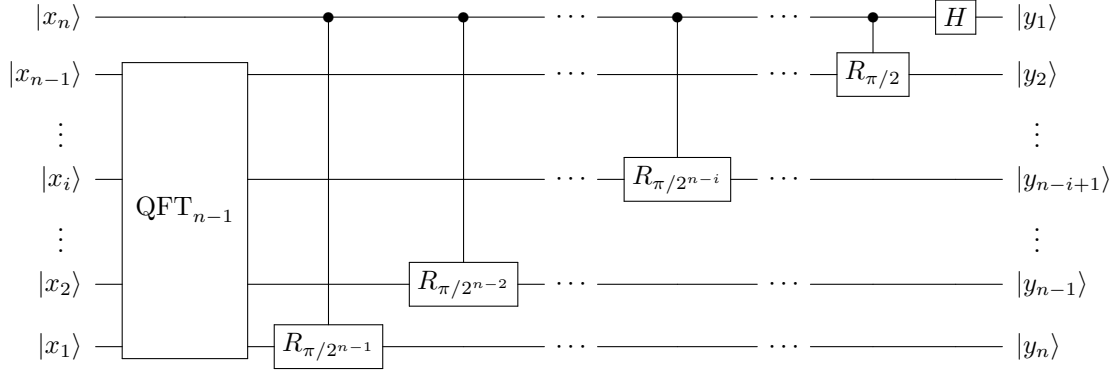 |x_n⟩ ⋯ ⋯ H |y_1⟩
|x_{n−1}⟩ ⋯ ⋯ R_{π/2} |y_2⟩
⋮ ⋮
|x_i⟩ ⋯ R_{π/2^{n−i}} ⋯ |y_{n−i+1}⟩
QFT_{n−1}
⋮ ⋮
|x_2⟩ R_{π/2^{n−2}} ⋯ ⋯ |y_{n−1}⟩
|x_1⟩ R_{π/2^{n−1}} ⋯ ⋯ |y_n⟩